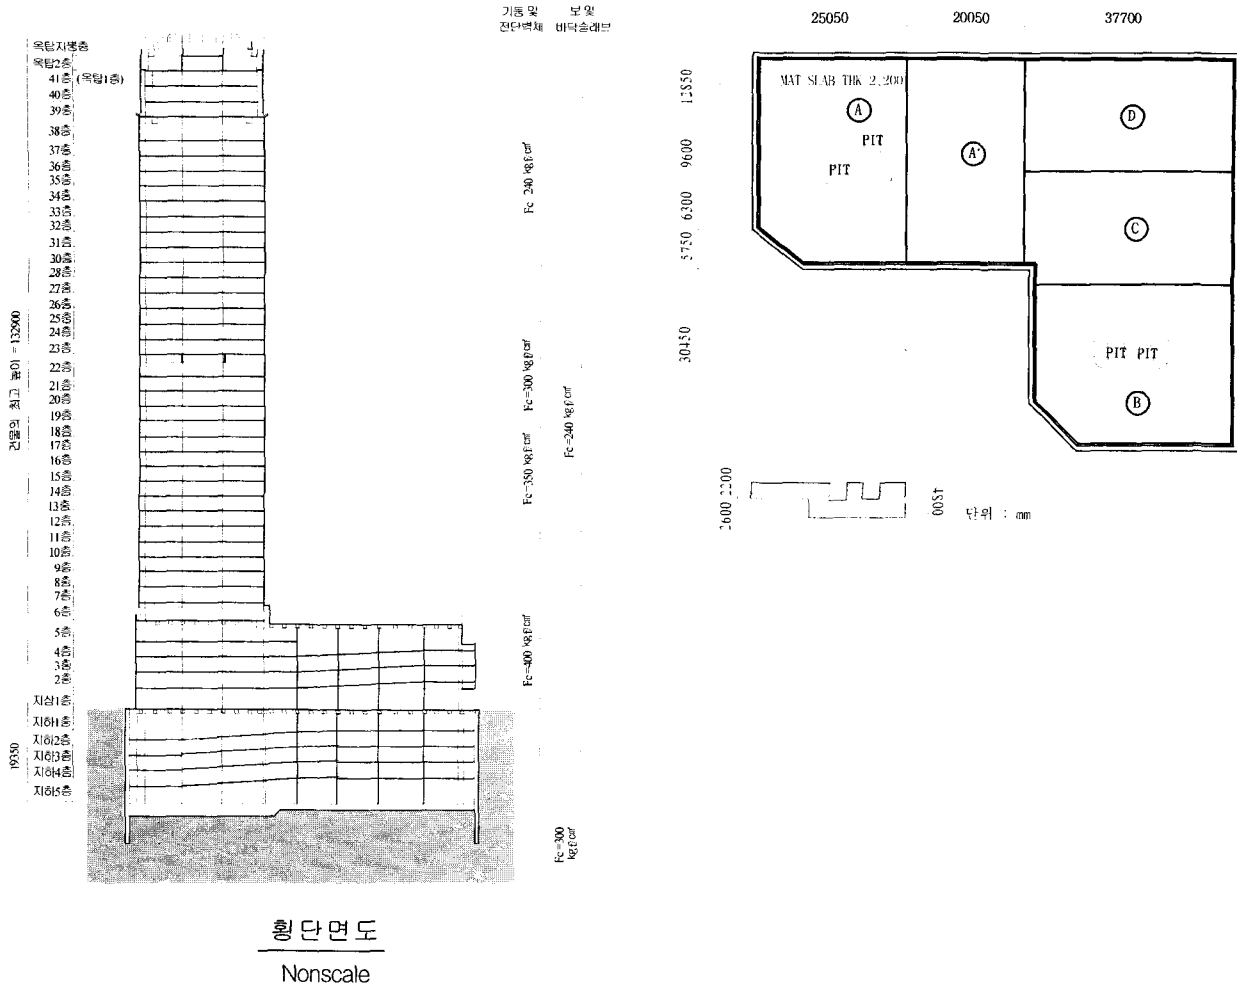 기둥 및
전단벽체
보 및
바닥슬래브
옥탑지붕층
옥탑2층
41층 (옥탑1층)
40층
39층
38층
37층
36층
35층
34층
33층
32층
31층
30층
28층
27층
26층
25층
24층
23층
22층
21층
20층
19층
18층
17층
16층
15층
14층
13층
12층
11층
10층
9층
8층
7층
6층
5층
4층
3층
2층
지상1층
지하1층
지하2층
지하3층
지하4층
지하5층
건물의 최고 높이 = 132900
19350
Fc 240 kgf/cm²
Fc=300 kgf/cm²
Fc=350 kgf/cm²
Fc=400 kgf/cm²
Fc=240 kgf/cm²
Fc=300
kgf/cm²
횡단면도
Nonscale
25050 20050 37700
9600
6300
5750
30450
MAT SLAB THK 2,200
A
PIT
PIT
A'
D
C
PIT PIT
B
2600 2200
4800
단위 : mm